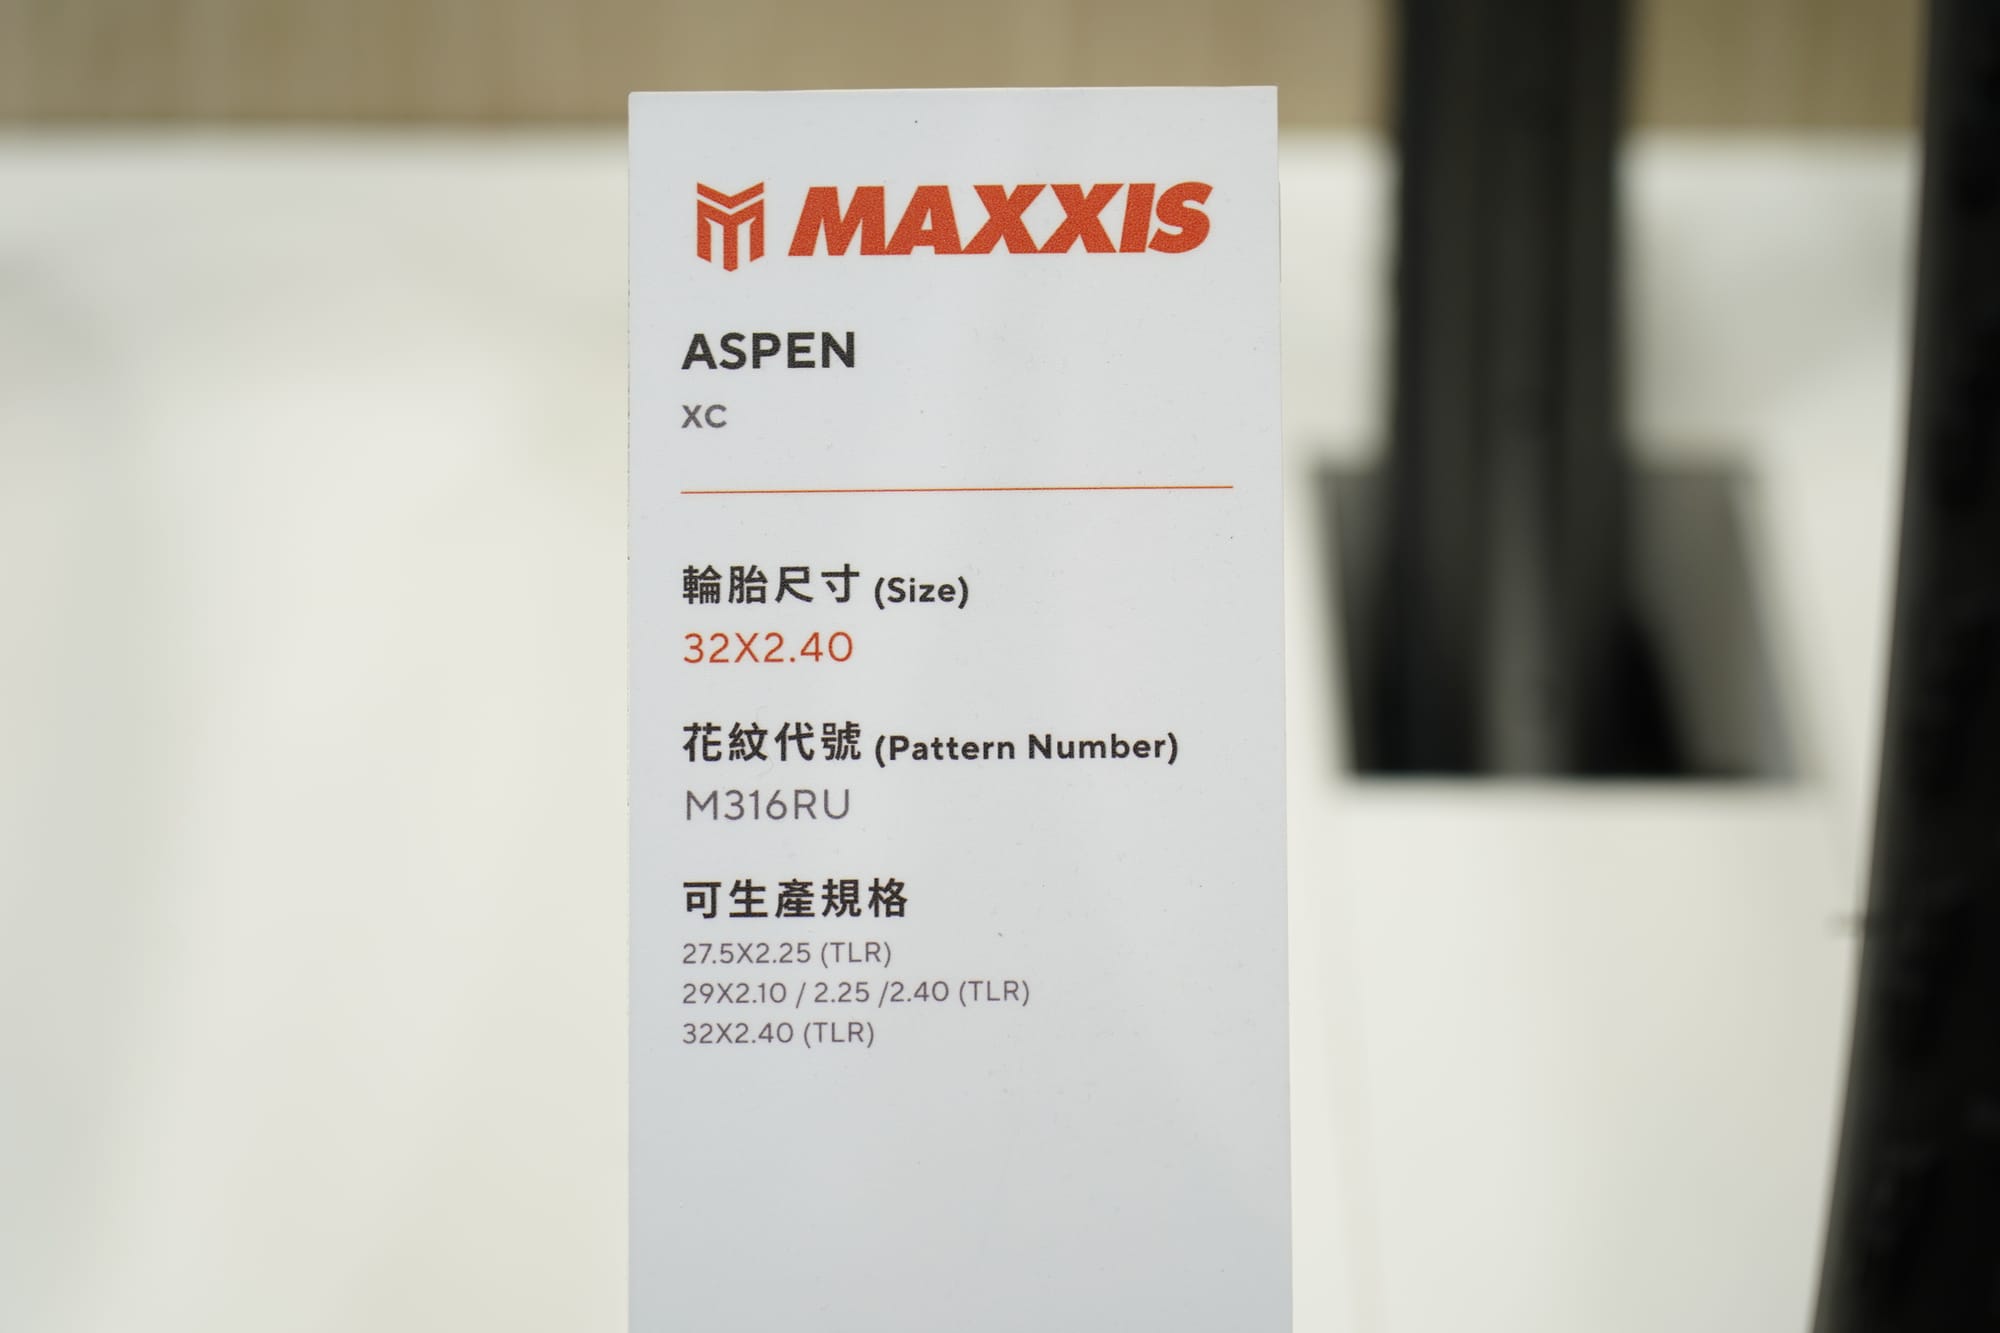 MAXXIS
ASPEN
XC
輪胎尺寸 (Size)
32X2.40
花紋代號 (Pattern Number)
M316RU
可生產規格
27.5X2.25 (TLR)
29X2.10 / 2.25 /2.40 (TLR)
32X2.40 (TLR)